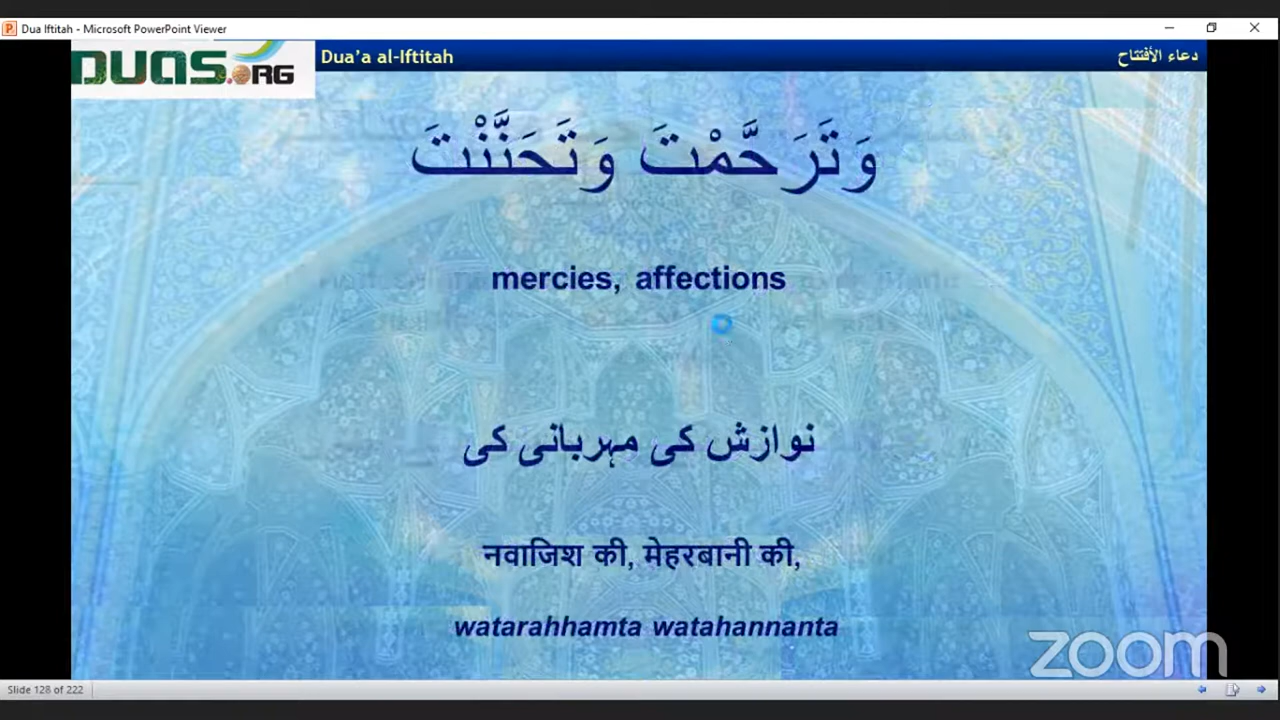 Dua Iftitah - Microsoft PowerPoint Viewer
DUAS.ORG
Dua'a al-Iftitah
دعاء الأفتتاح
وَتَرَحَّمْتَ وَتَحَنَّنْتَ
mercies, affections
نوازش کی مہربانی کی
नवाजिश की, मेहरबानी की,
watarahhamta watahannanta
zoom
Slide 128 of 222